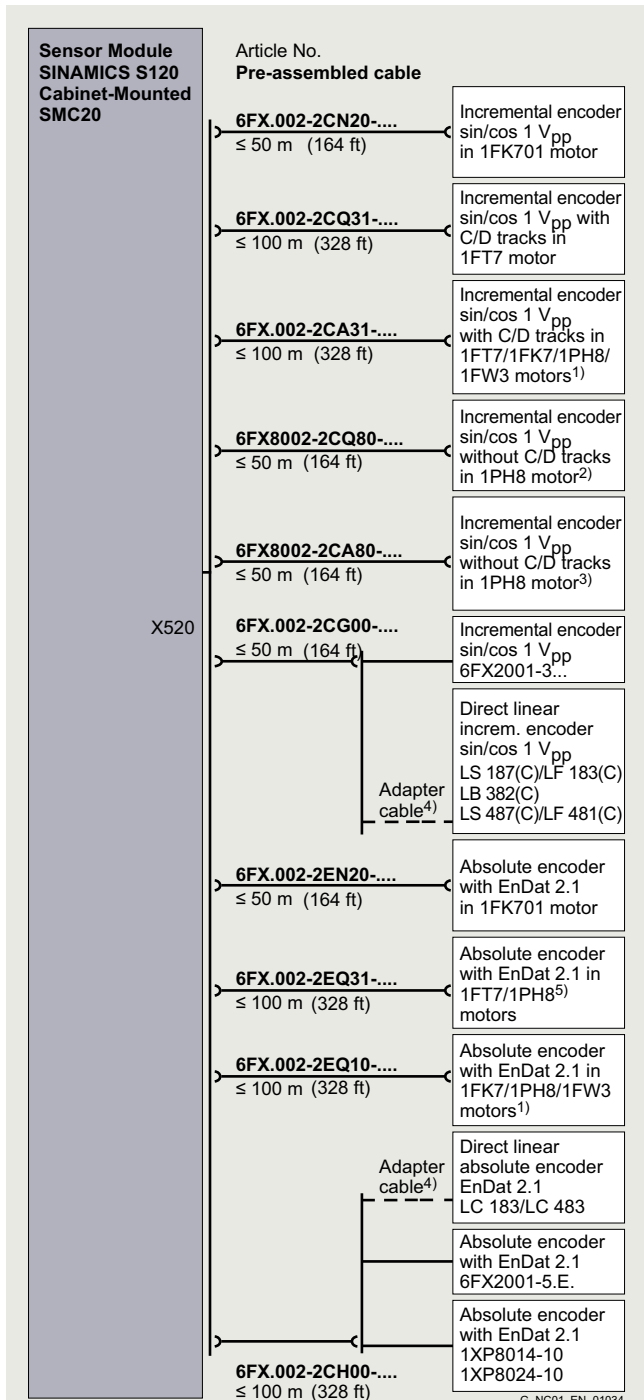 Sensor Module
SINAMICS S120
Cabinet-Mounted
SMC20
Article No.
Pre-assembled cable
6FX.002-2CN20-....
≤ 50 m (164 ft)
Incremental encoder
sin/cos 1 Vpp
in 1FK701 motor
6FX.002-2CQ31-....
≤ 100 m (328 ft)
Incremental encoder
sin/cos 1 Vpp with
C/D tracks in
1FT7 motor
6FX.002-2CA31-....
≤ 100 m (328 ft)
Incremental encoder
sin/cos 1 Vpp
with C/D tracks in
1FT7/1FK7/1PH8/
1FW3 motors1)
6FX8002-2CQ80-....
≤ 50 m (164 ft)
Incremental encoder
sin/cos 1 Vpp
without C/D tracks
in 1PH8 motor2)
6FX8002-2CA80-....
≤ 50 m (164 ft)
Incremental encoder
sin/cos 1 Vpp
without C/D tracks
in 1PH8 motor3)
X520
6FX.002-2CG00-....
≤ 50 m (164 ft)
Incremental encoder
sin/cos 1 Vpp
6FX2001-3...
Adapter
cable4)
Direct linear
increm. encoder
sin/cos 1 Vpp
LS 187(C)/LF 183(C)
LB 382(C)
LS 487(C)/LF 481(C)
6FX.002-2EN20-....
≤ 50 m (164 ft)
Absolute encoder
with EnDat 2.1
in 1FK701 motor
6FX.002-2EQ31-....
≤ 100 m (328 ft)
Absolute encoder
with EnDat 2.1 in
1FT7/1PH85)
motors
6FX.002-2EQ10-....
≤ 100 m (328 ft)
Absolute encoder
with EnDat 2.1 in
1FK7/1PH8/1FW3
motors1)
Adapter
cable4)
Direct linear
absolute encoder
EnDat 2.1
LC 183/LC 483
Absolute encoder
with EnDat 2.1
6FX2001-5.E.
Absolute encoder
with EnDat 2.1
1XP8014-10
1XP8024-10
6FX.002-2CH00-....
≤ 100 m (328 ft)
G_NC01_EN_01034